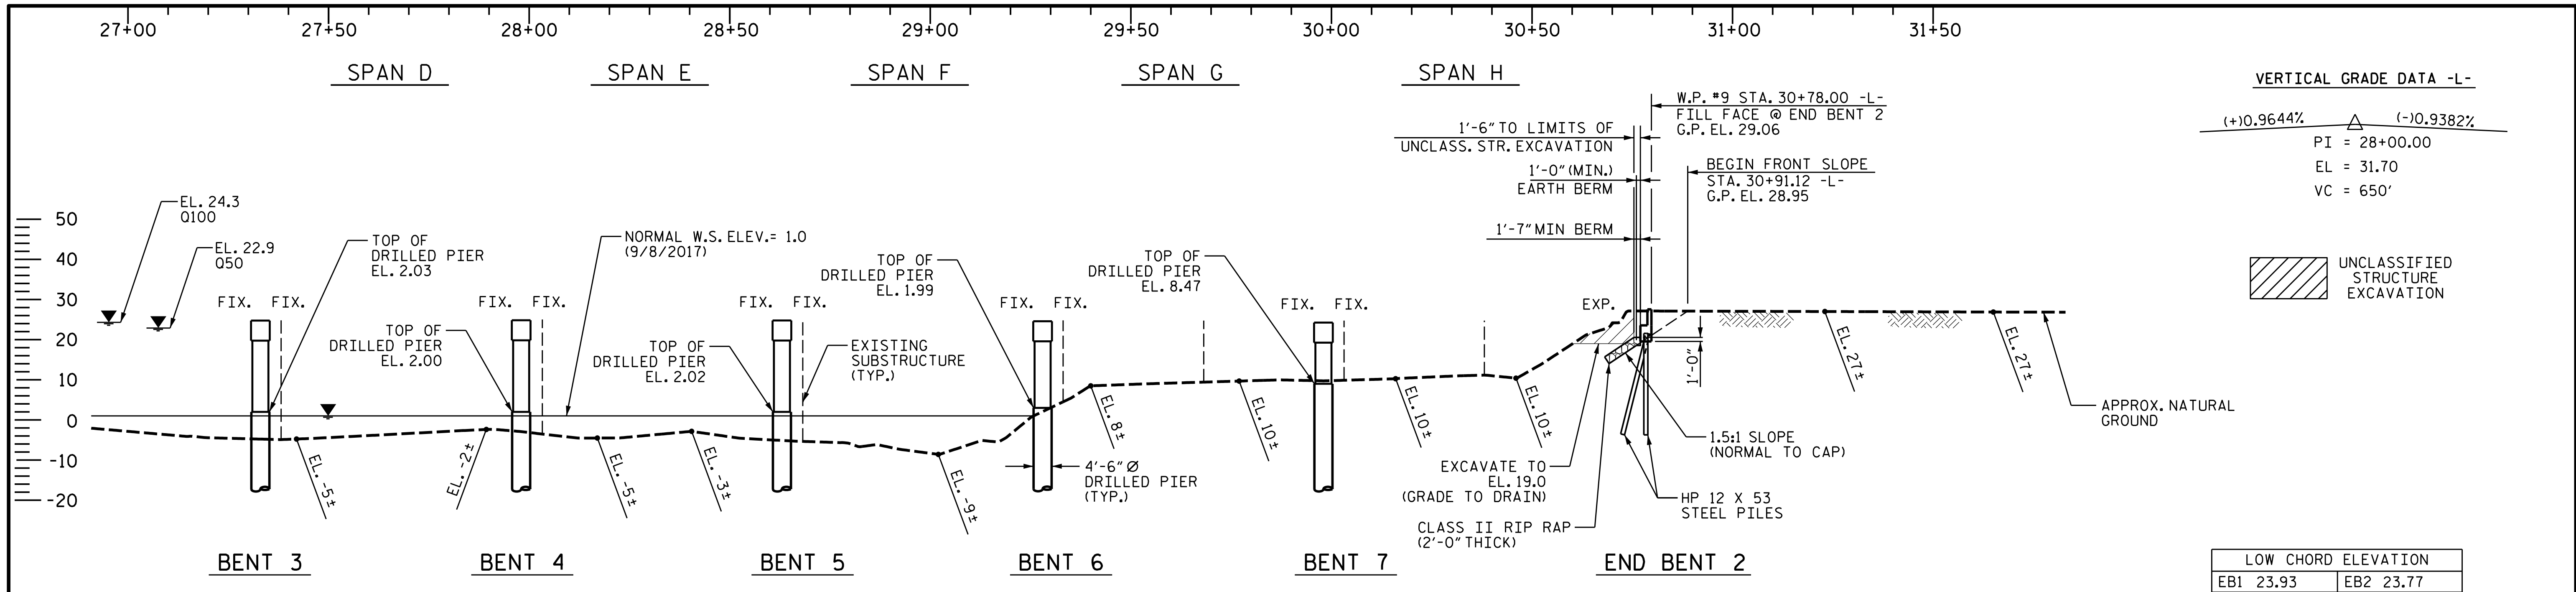 27+00 27+50 28+00 28+50 29+00 29+50 30+00 30+50 31+00 31+50
SPAN D SPAN E SPAN F SPAN G SPAN H
VERTICAL GRADE DATA -L-
(+)0.9644% (-)0.9382%
PI = 28+00.00
EL = 31.70
VC = 650'
W.P. #9 STA. 30+78.00 -L-
FILL FACE @ END BENT 2
G.P. EL. 29.06
1'-6" TO LIMITS OF
UNCLASS. STR. EXCAVATION
1'-0" (MIN.)
EARTH BERM
BEGIN FRONT SLOPE
STA. 30+91.12 -L-
G.P. EL. 28.95
1'-7" MIN BERM
UNCLASSIFIED
STRUCTURE
EXCAVATION
50
40
30
20
10
0
-10
-20
EL. 24.3
Q100
EL. 22.9
Q50
TOP OF
DRILLED PIER
EL. 2.03
NORMAL W.S. ELEV.= 1.0
(9/8/2017)
TOP OF
DRILLED PIER
EL. 1.99
TOP OF
DRILLED PIER
EL. 8.47
FIX. FIX. FIX. FIX. FIX. FIX. FIX. FIX. FIX. FIX. EXP.
TOP OF
DRILLED PIER
EL. 2.00
TOP OF
DRILLED PIER
EL. 2.02
EXISTING
SUBSTRUCTURE
(TYP.)
1'-0"
EL. -5±
EL. -2±
EL. -5±
EL. -3±
EL. -9±
EL. 8±
EL. 10±
EL. 10±
EL. 10±
EL. 27±
EL. 27±
4'-6" Ø
DRILLED PIER
(TYP.)
APPROX. NATURAL
GROUND
1.5:1 SLOPE
(NORMAL TO CAP)
EXCAVATE TO
EL. 19.0
(GRADE TO DRAIN)
HP 12 X 53
STEEL PILES
CLASS II RIP RAP
(2'-0" THICK)
BENT 3 BENT 4 BENT 5 BENT 6 BENT 7 END BENT 2
LOW CHORD ELEVATION
EB1 23.93 EB2 23.77